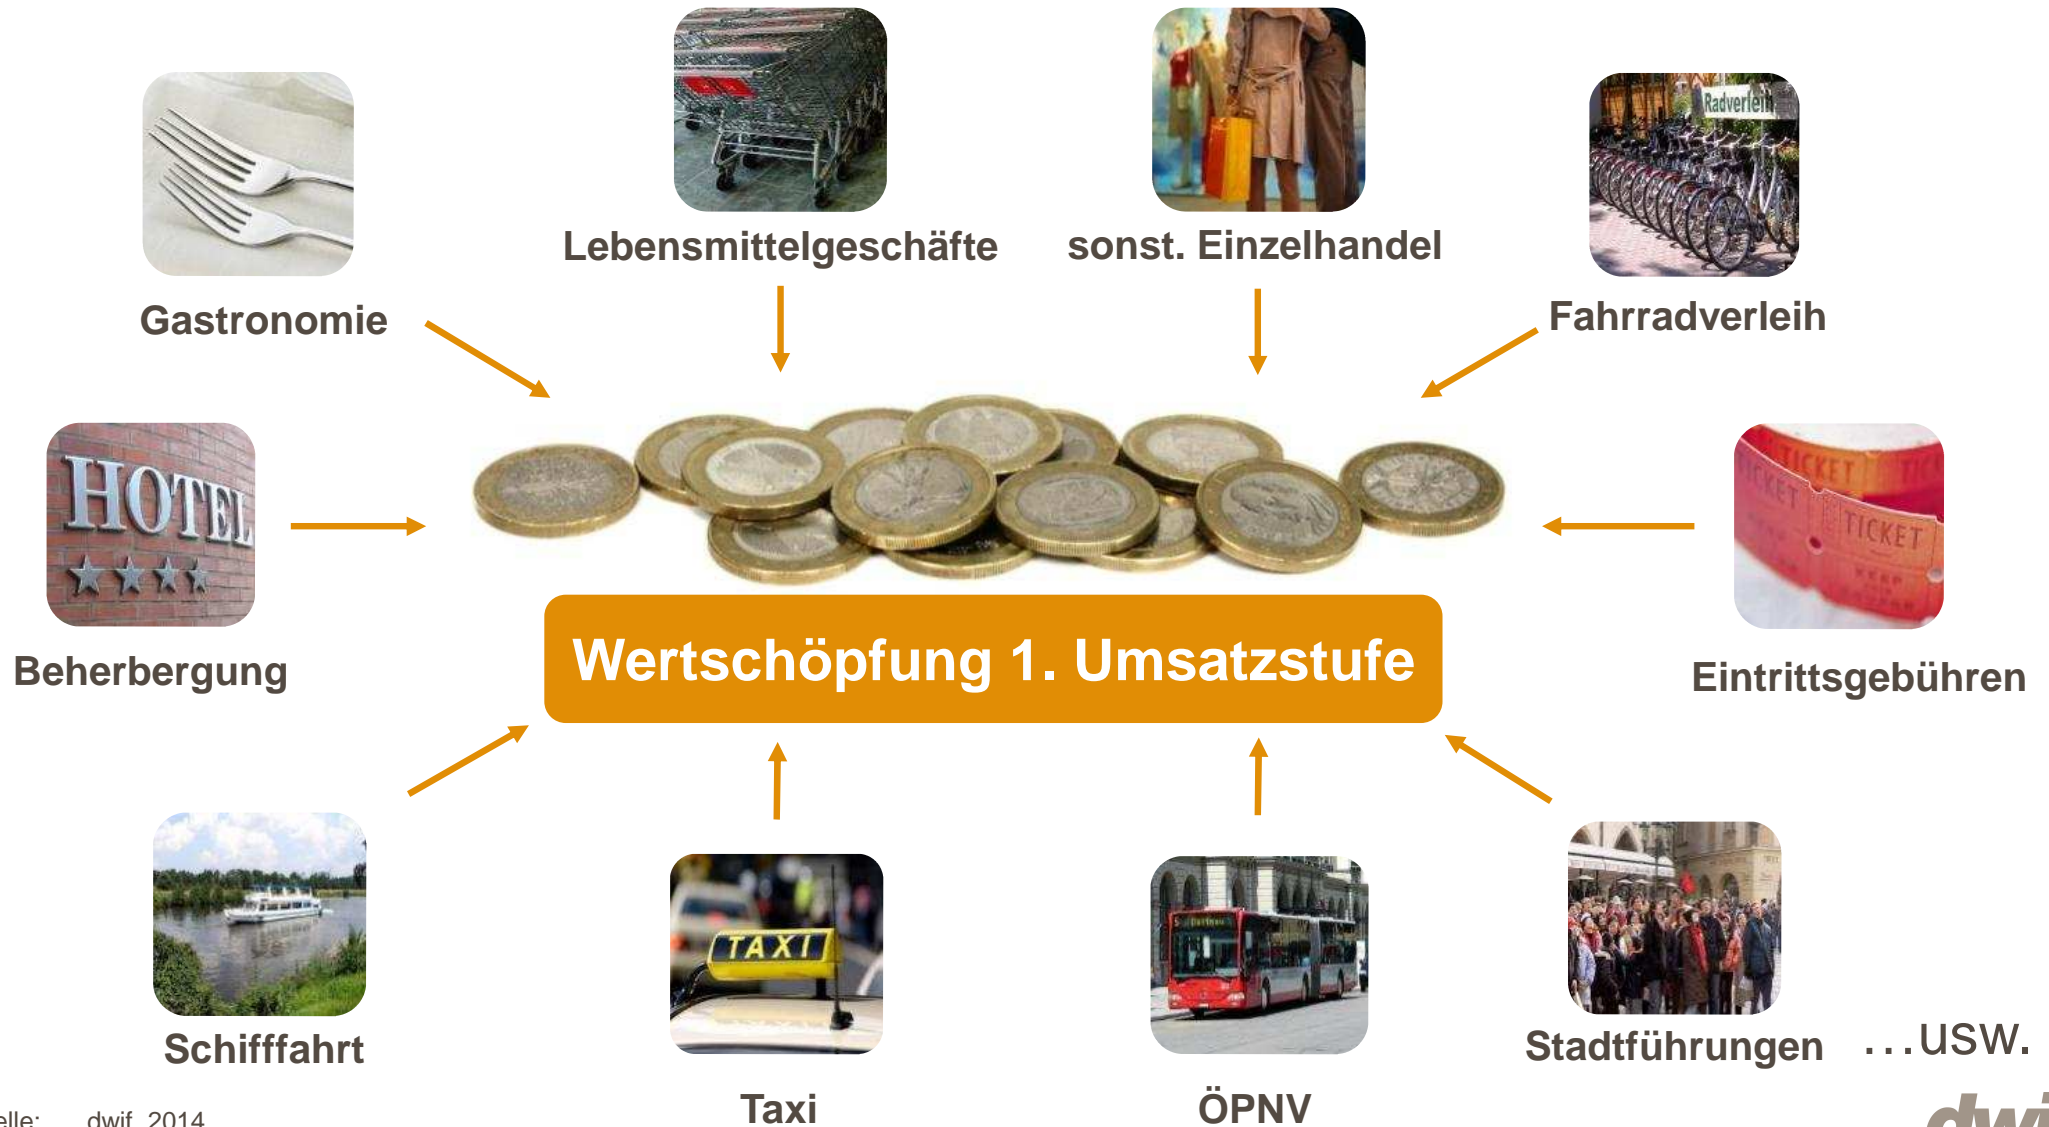 Radverleih
Lebensmittelgeschäfte
sonst. Einzelhandel
Gastronomie
Fahrradverleih
HOTEL
TICKET
TICKET
Beherbergung
Wertschöpfung 1. Umsatzstufe
Eintrittsgebühren
TAXI
5
Schifffahrt
Stadtführungen
...usw.
Taxi
ÖPNV
dwif 2014